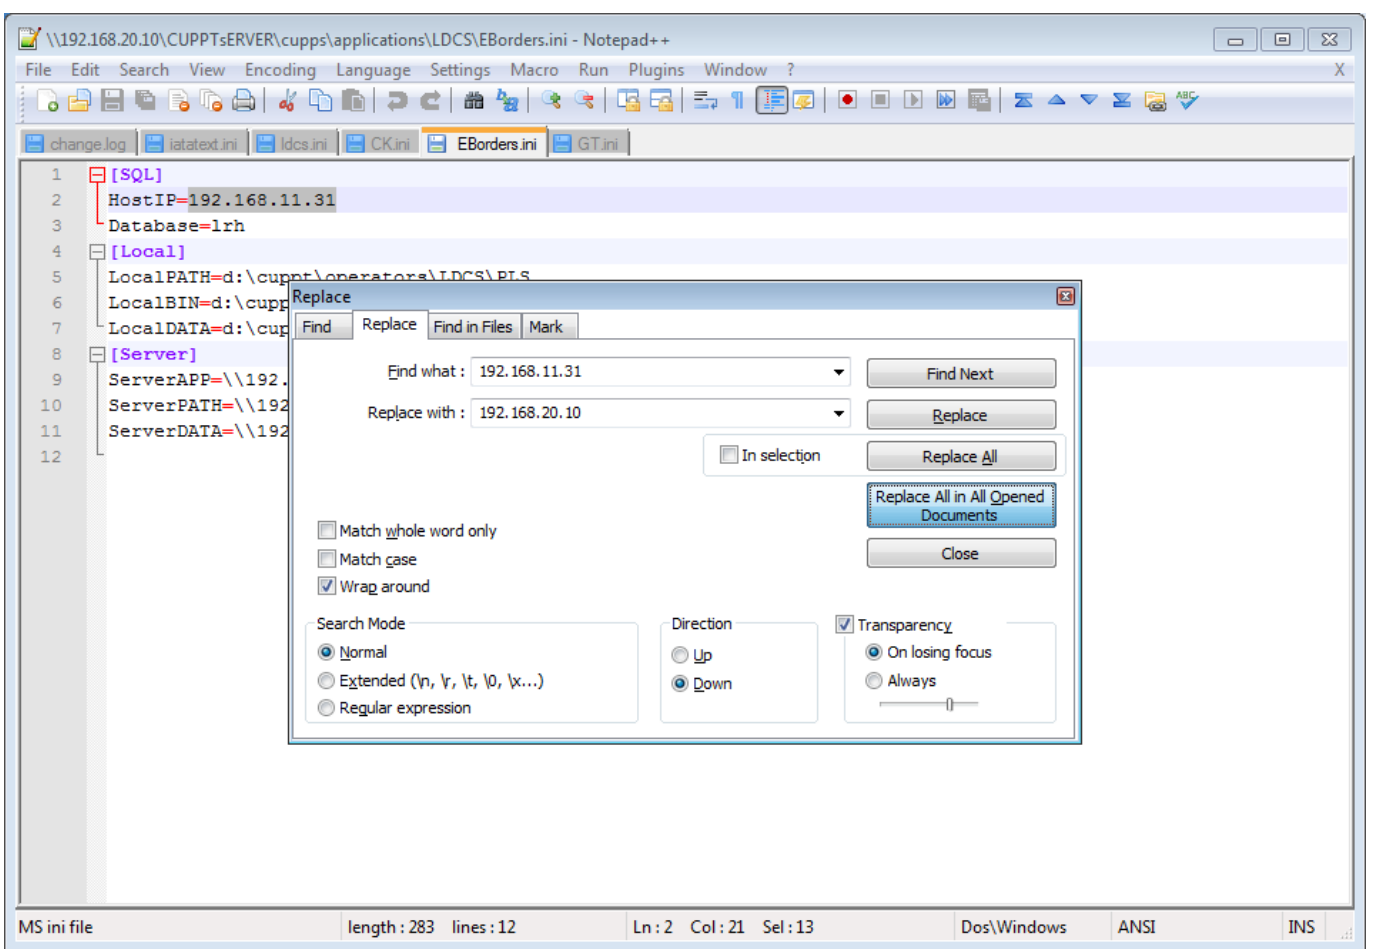 \\192.168.20.10\CUPPTsERVER\cupps\applications\LDCS\EBorders.ini - Notepad++
File Edit Search View Encoding Language Settings Macro Run Plugins Window ? X
ABC
change.log iatatext.ini ldcs.ini CK.ini EBorders.ini GT.ini
1 [SQL]
2 HostIP=192.168.11.31
3 Database=lrh
4 [Local]
5 LocalPATH=d:\cuppt\operators\LDCS\PLS
6 LocalBIN=d:\cupp
7 LocalDATA=d:\cup
8 [Server]
9 ServerAPP=\\192.
10 ServerPATH=\\192
11 ServerDATA=\\192
12
Replace
Find Replace Find in Files Mark
Find what : 192.168.11.31 Find Next
Replace with : 192.168.20.10 Replace
In selection Replace All
Replace All in All Opened
Documents
Match whole word only
Match case Close
Wrap around
Search Mode Direction Transparency
Normal Up On losing focus
Extended (\n, \r, \t, \0, \x...) Down Always
Regular expression
MS ini file length : 283 lines : 12 Ln : 2 Col : 21 Sel : 13 Dos\Windows ANSI INS